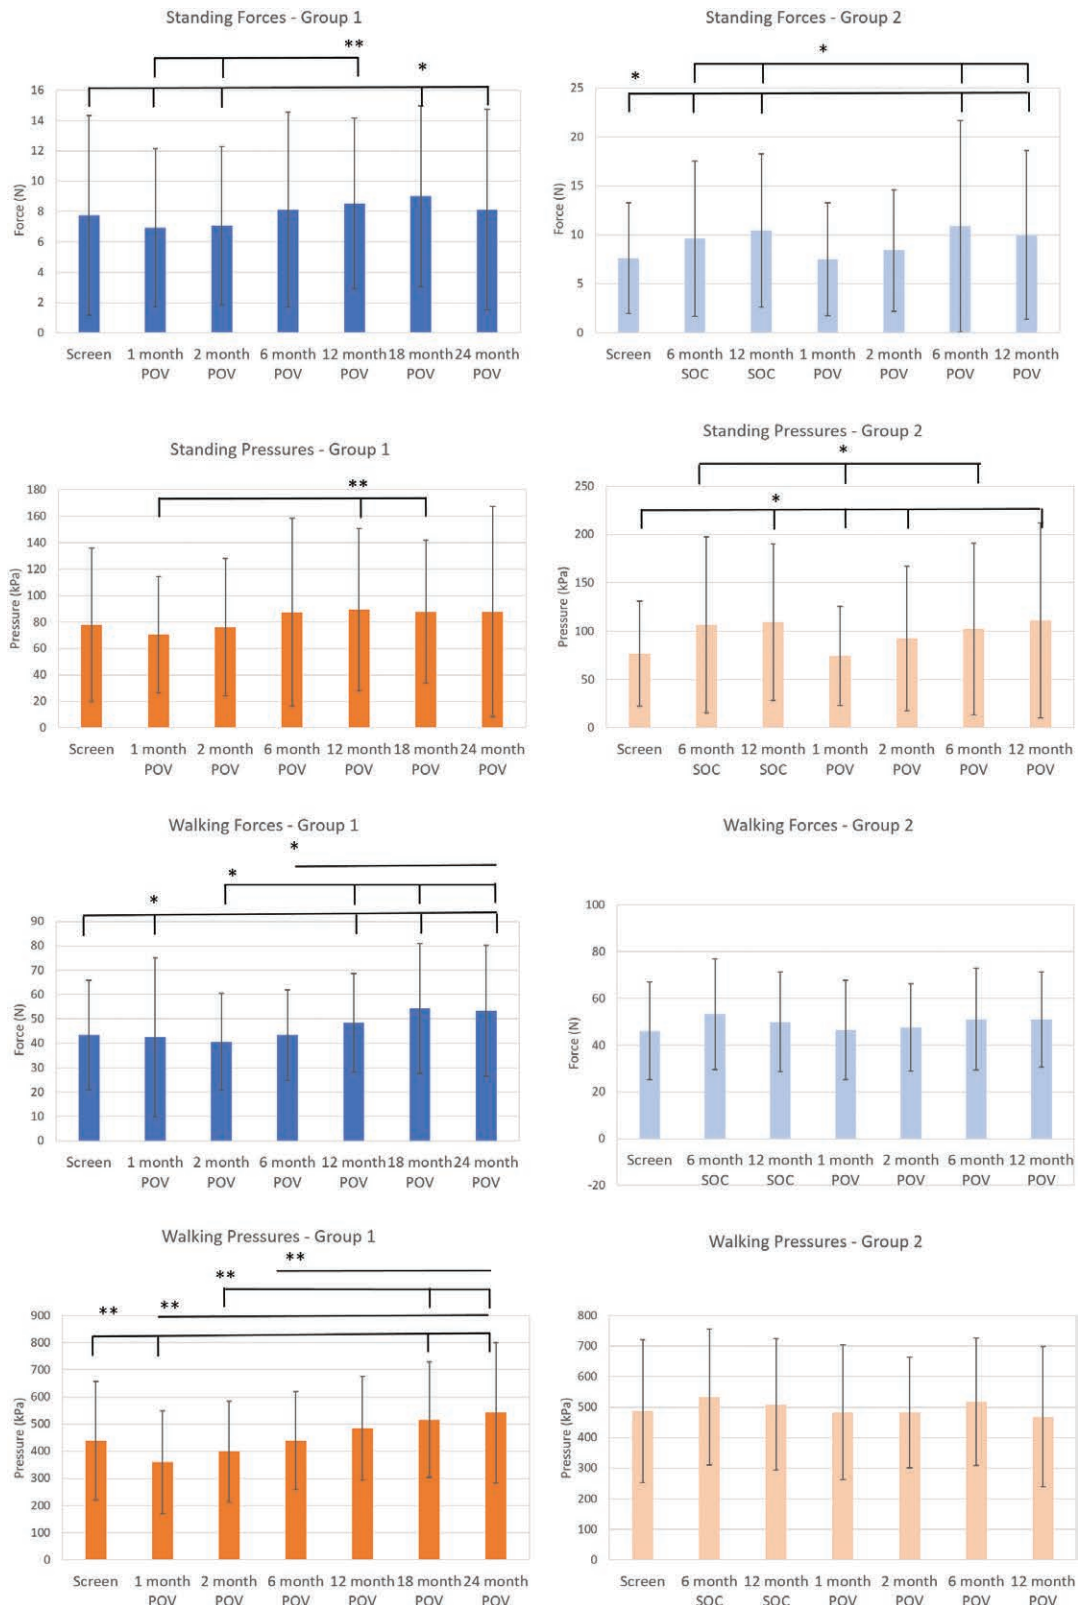 Standing Forces - Group 1
**
*
16
14
12
10
8
6
4
2
0
Force (N)
Screen 1 month 2 month 6 month 12 month 18 month 24 month
POV POV POV POV POV POV
Standing Forces - Group 2
*
*
25
20
15
10
5
0
Force (N)
Screen 6 month 12 month 1 month 2 month 6 month 12 month
SOC SOC POV POV POV POV
Standing Pressures - Group 1
**
180
160
140
120
100
80
60
40
20
0
Pressure (kPa)
Screen 1 month 2 month 6 month 12 month 18 month 24 month
POV POV POV POV POV POV
Standing Pressures - Group 2
*
*
250
200
150
100
50
0
Pressure (kPa)
Screen 6 month 12 month 1 month 2 month 6 month 12 month
SOC SOC POV POV POV POV
Walking Forces - Group 1
*
*
*
90
80
70
60
50
40
30
20
10
0
Force (N)
Screen 1 month 2 month 6 month 12 month 18 month 24 month
POV POV POV POV POV POV
Walking Forces - Group 2
100
80
60
40
20
0
-20
Force (N)
Screen 6 month 12 month 1 month 2 month 6 month 12 month
SOC SOC POV POV POV POV
Walking Pressures - Group 1
**
**
** **
900
800
700
600
500
400
300
200
100
0
Pressure (kPa)
Screen 1 month 2 month 6 month 12 month 18 month 24 month
POV POV POV POV POV POV
Walking Pressures - Group 2
800
700
600
500
400
300
200
100
0
Pressure (kPa)
Screen 6 month 12 month 1 month 2 month 6 month 12 month
SOC SOC POV POV POV POV